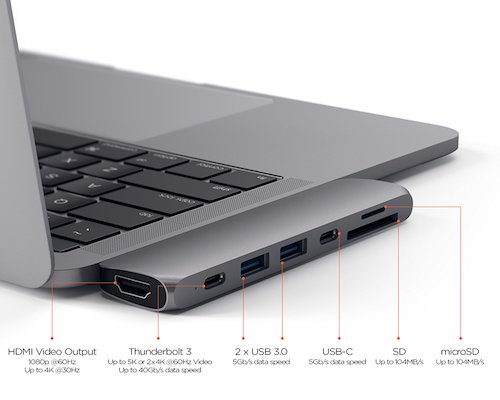 HDMI Video Output
1080p @60Hz
Up to 4K @30Hz
Thunderbolt 3
Up to 5K or 2x4K @60Hz Video
Up to 40Gb/s data speed
2 x USB 3.0
5Gb/s data speed
USB-C
5Gb/s data speed
SD
Up to 104MB/s
microSD
Up to 104MB/s